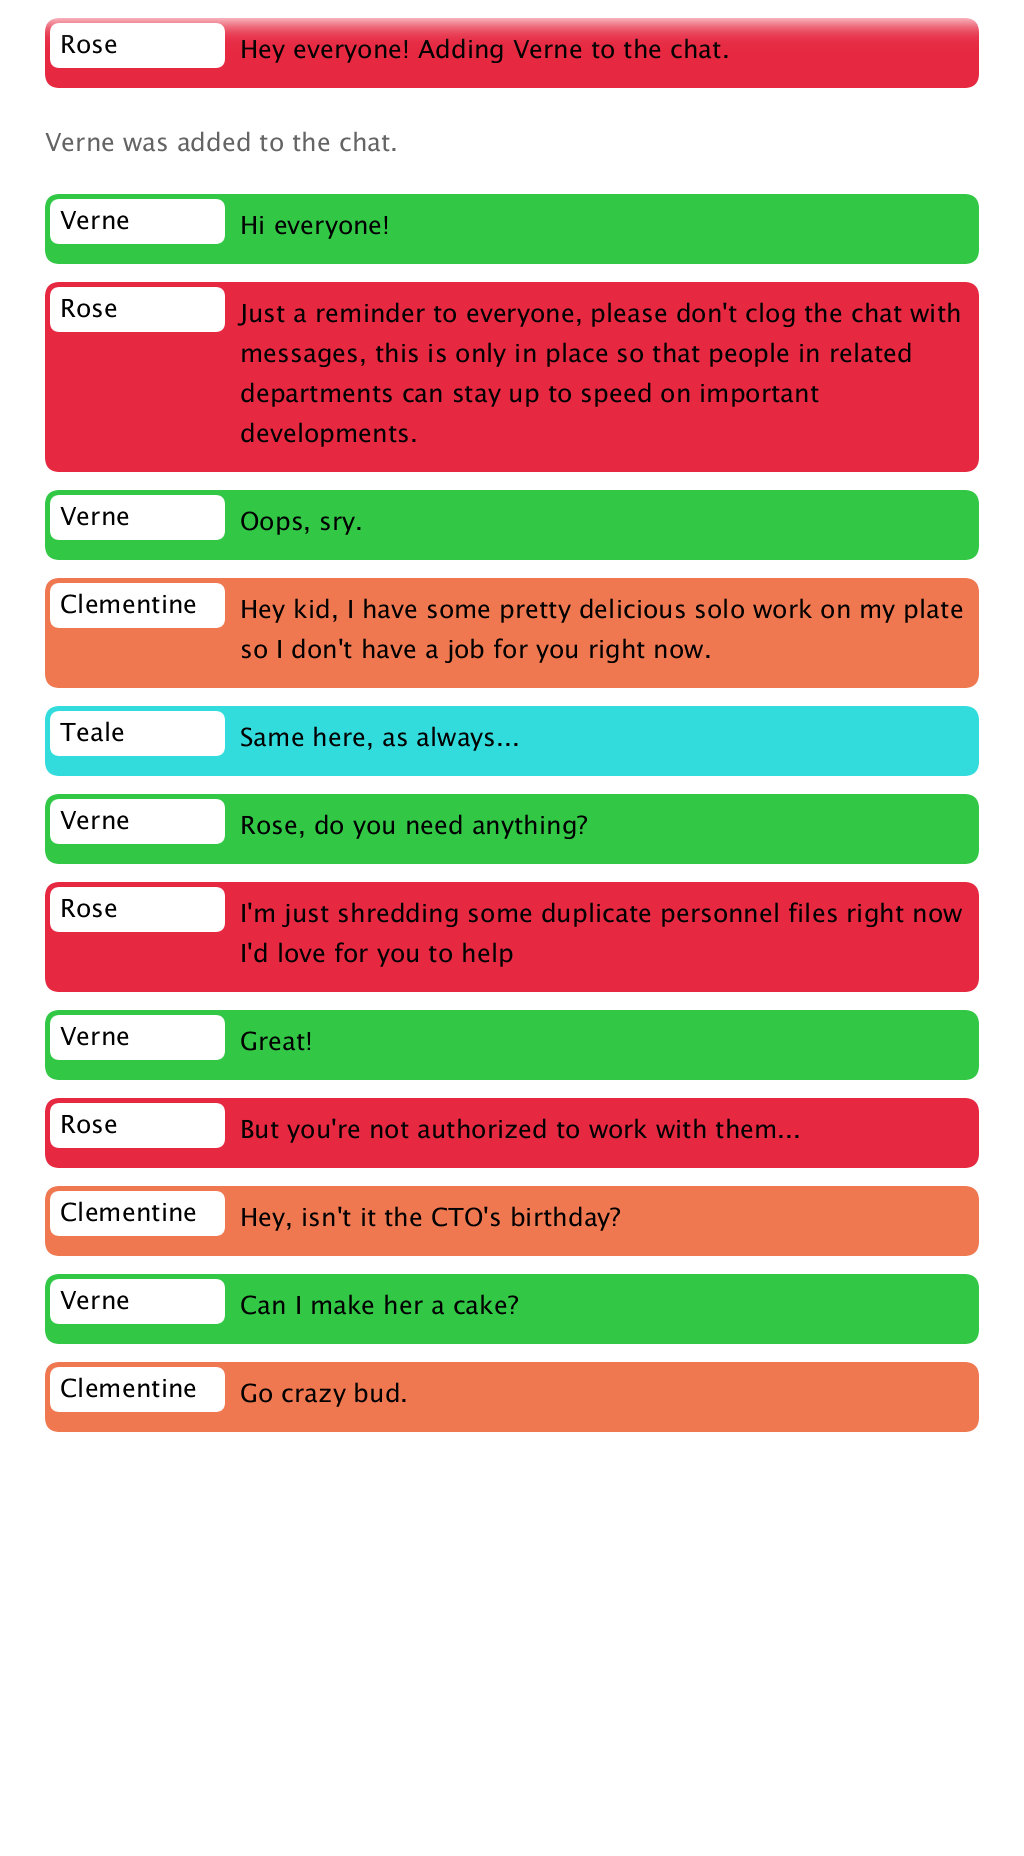 Rose
Hey everyone! Adding Verne to the chat.
Verne was added to the chat.
Verne
Hi everyone!
Rose
Just a reminder to everyone, please don't clog the chat with
messages, this is only in place so that people in related
departments can stay up to speed on important
developments.
Verne
Oops, sry.
Clementine
Hey kid, I have some pretty delicious solo work on my plate
so I don't have a job for you right now.
Teale
Same here, as always...
Verne
Rose, do you need anything?
Rose
I'm just shredding some duplicate personnel files right now
I'd love for you to help
Verne
Great!
Rose
But you're not authorized to work with them...
Clementine
Hey, isn't it the CTO's birthday?
Verne
Can I make her a cake?
Clementine
Go crazy bud.